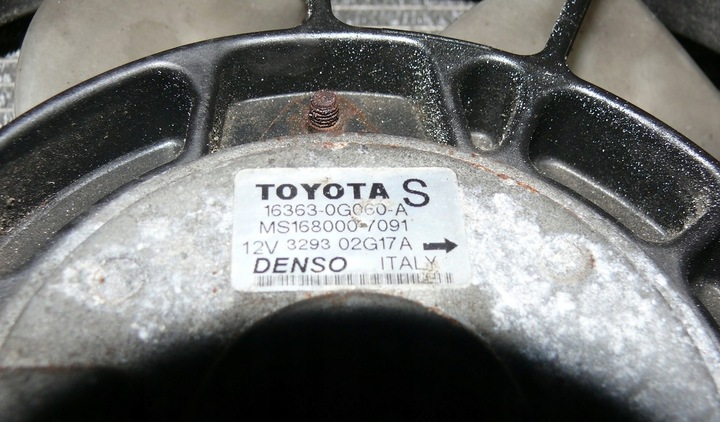 TOYOTA S
16363-0G060-A
MS168000-7091
12V 3293 02G17A
DENSO ITALY